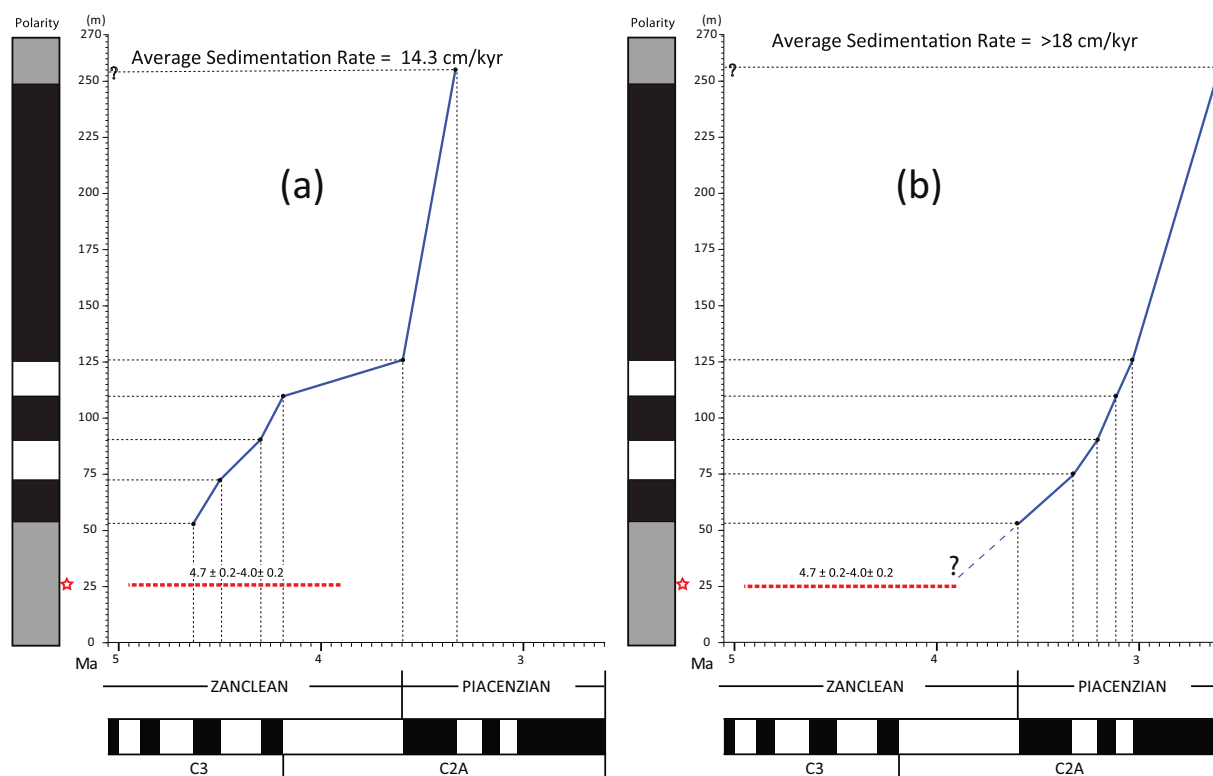 Polarity
(m)
Average Sedimentation Rate = 14.3 cm/kyr
270
?
250
225
200
(a)
175
150
125
100
75
50
4.7 ± 0.2-4.0± 0.2
25
0
Ma
5
4
3
ZANCLEAN
PIACENZIAN
C3
C2A
Polarity
(m)
Average Sedimentation Rate = >18 cm/kyr
270
?
250
225
200
(b)
175
150
125
100
75
50
?
4.7 ± 0.2-4.0± 0.2
25
0
Ma
5
4
3
ZANCLEAN
PIACENZIAN
C3
C2A